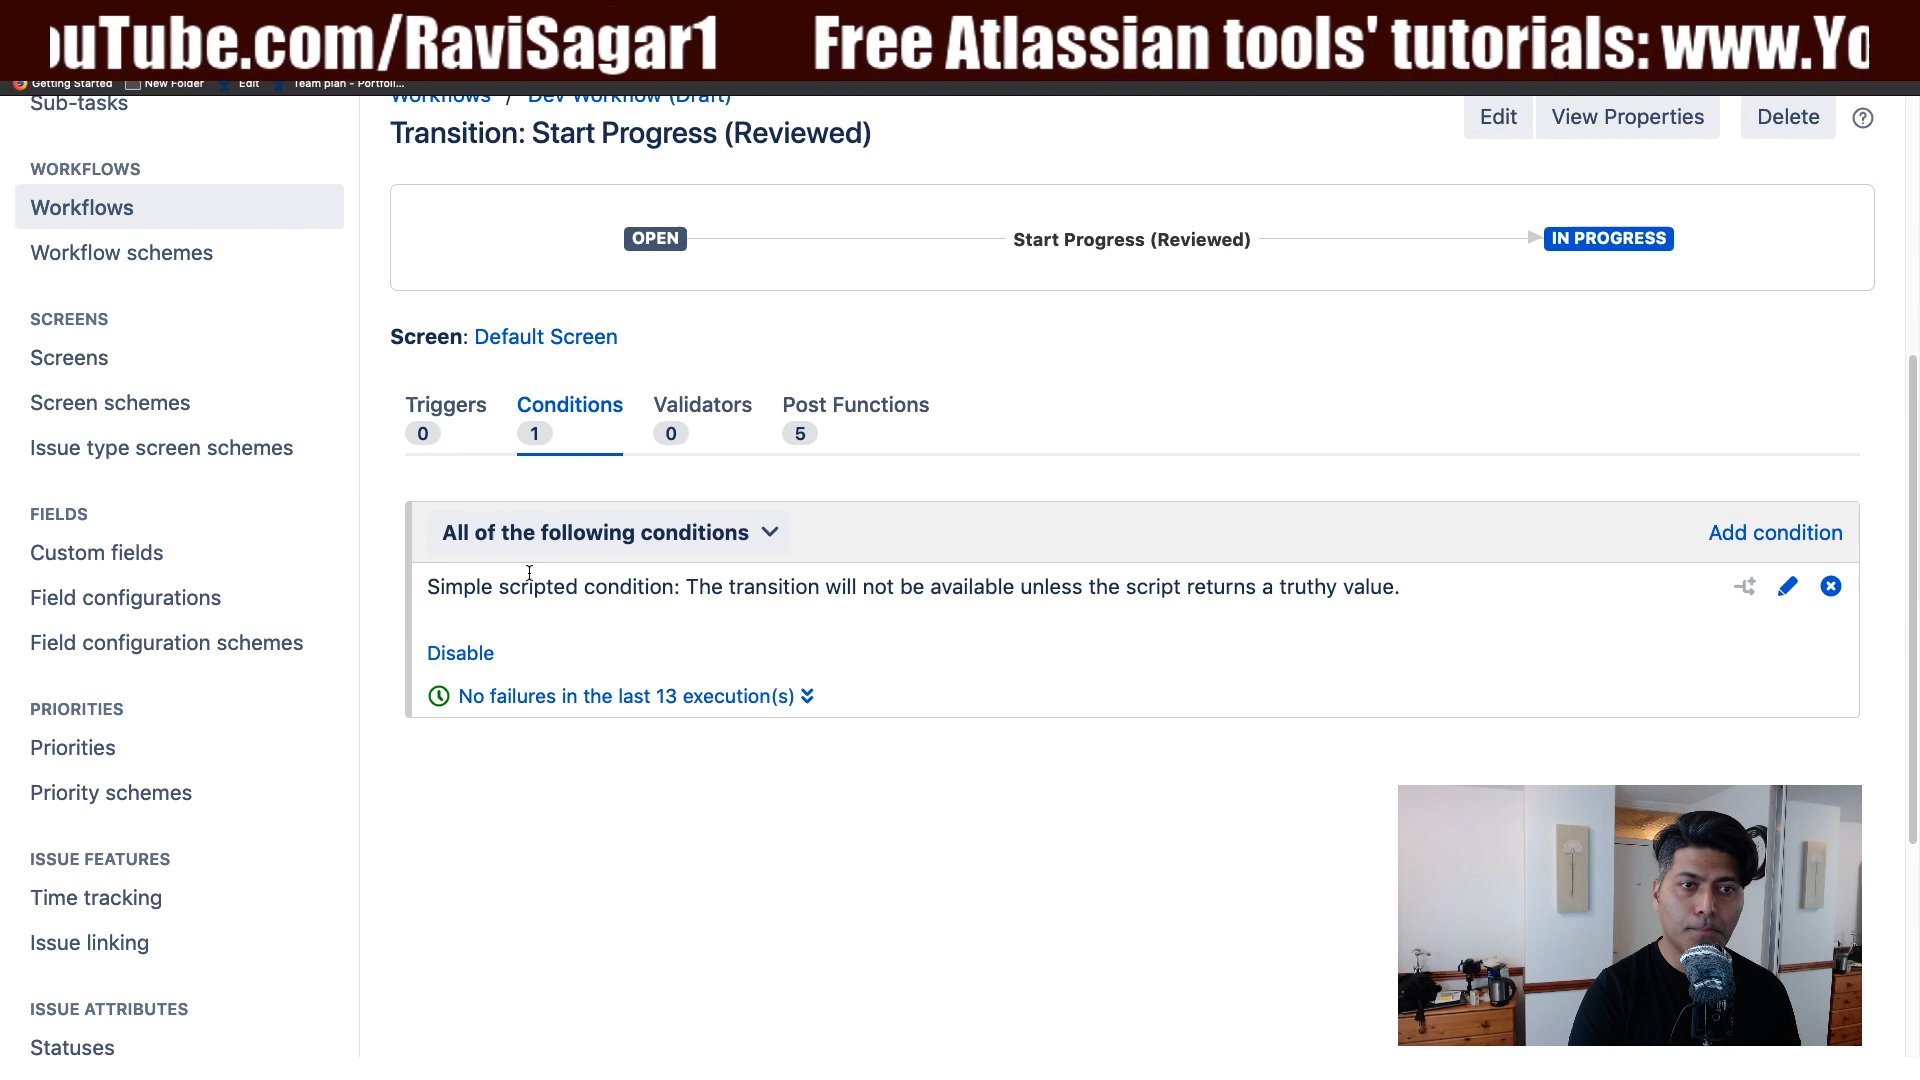 ouTube.com/RaviSagar1 Free Atlassian tools' tutorials: www.Yo
Getting Started New Folder Edit Team plan - Portfoli...
Sub-tasks
WORKFLOWS
Workflows
Workflow schemes
SCREENS
Screens
Screen schemes
Issue type screen schemes
FIELDS
Custom fields
Field configurations
Field configuration schemes
PRIORITIES
Priorities
Priority schemes
ISSUE FEATURES
Time tracking
Issue linking
ISSUE ATTRIBUTES
Statuses
Workflows / Dev Workflow (Draft)
Transition: Start Progress (Reviewed)
Edit View Properties Delete
OPEN Start Progress (Reviewed) IN PROGRESS
Screen: Default Screen
Triggers Conditions Validators Post Functions
0 1 0 5
All of the following conditions Add condition
Simple scripted condition: The transition will not be available unless the script returns a truthy value.
Disable
No failures in the last 13 execution(s)